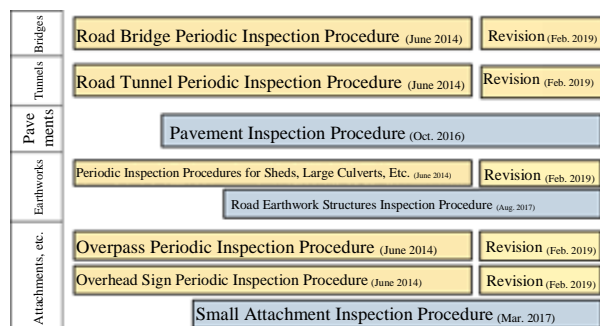 Bridges
Road Bridge Periodic Inspection Procedure (June 2014)
Revision (Feb. 2019)
Tunnels
Road Tunnel Periodic Inspection Procedure (June 2014)
Revision (Feb. 2019)
Pave
ments
Pavement Inspection Procedure (Oct. 2016)
Earthworks
Periodic Inspection Procedures for Sheds, Large Culverts, Etc. (June 2014)
Revision (Feb. 2019)
Road Earthwork Structures Inspection Procedure (Aug. 2017)
Attachments, etc.
Overpass Periodic Inspection Procedure (June 2014)
Revision (Feb. 2019)
Overhead Sign Periodic Inspection Procedure (June 2014)
Revision (Feb. 2019)
Small Attachment Inspection Procedure (Mar. 2017)